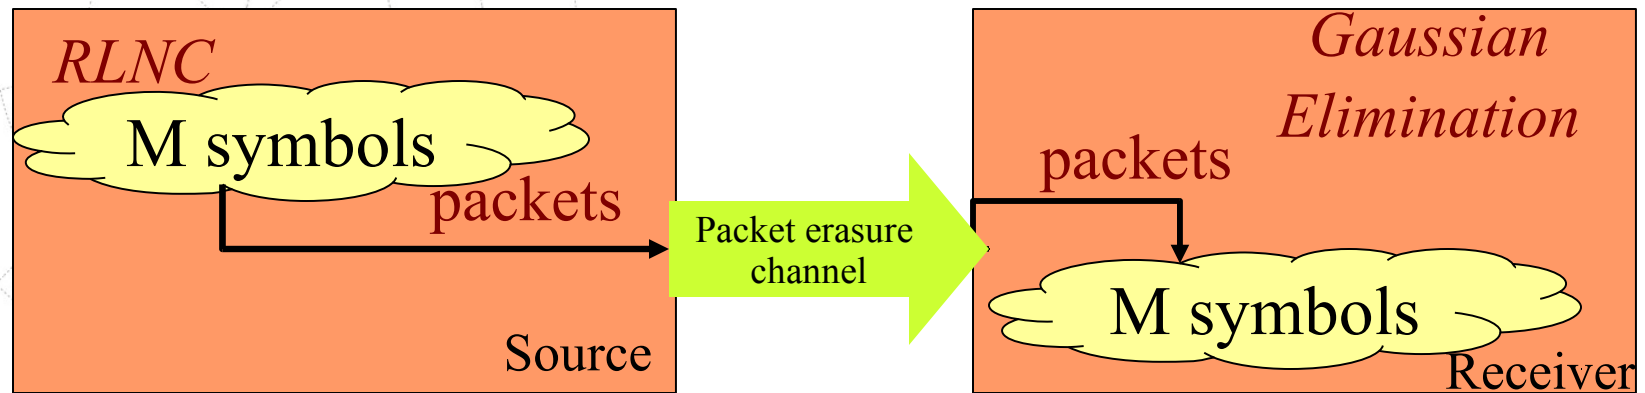 RLNC
M symbols
packets
Source
Packet erasure
channel
Gaussian
Elimination
packets
M symbols
Receiver